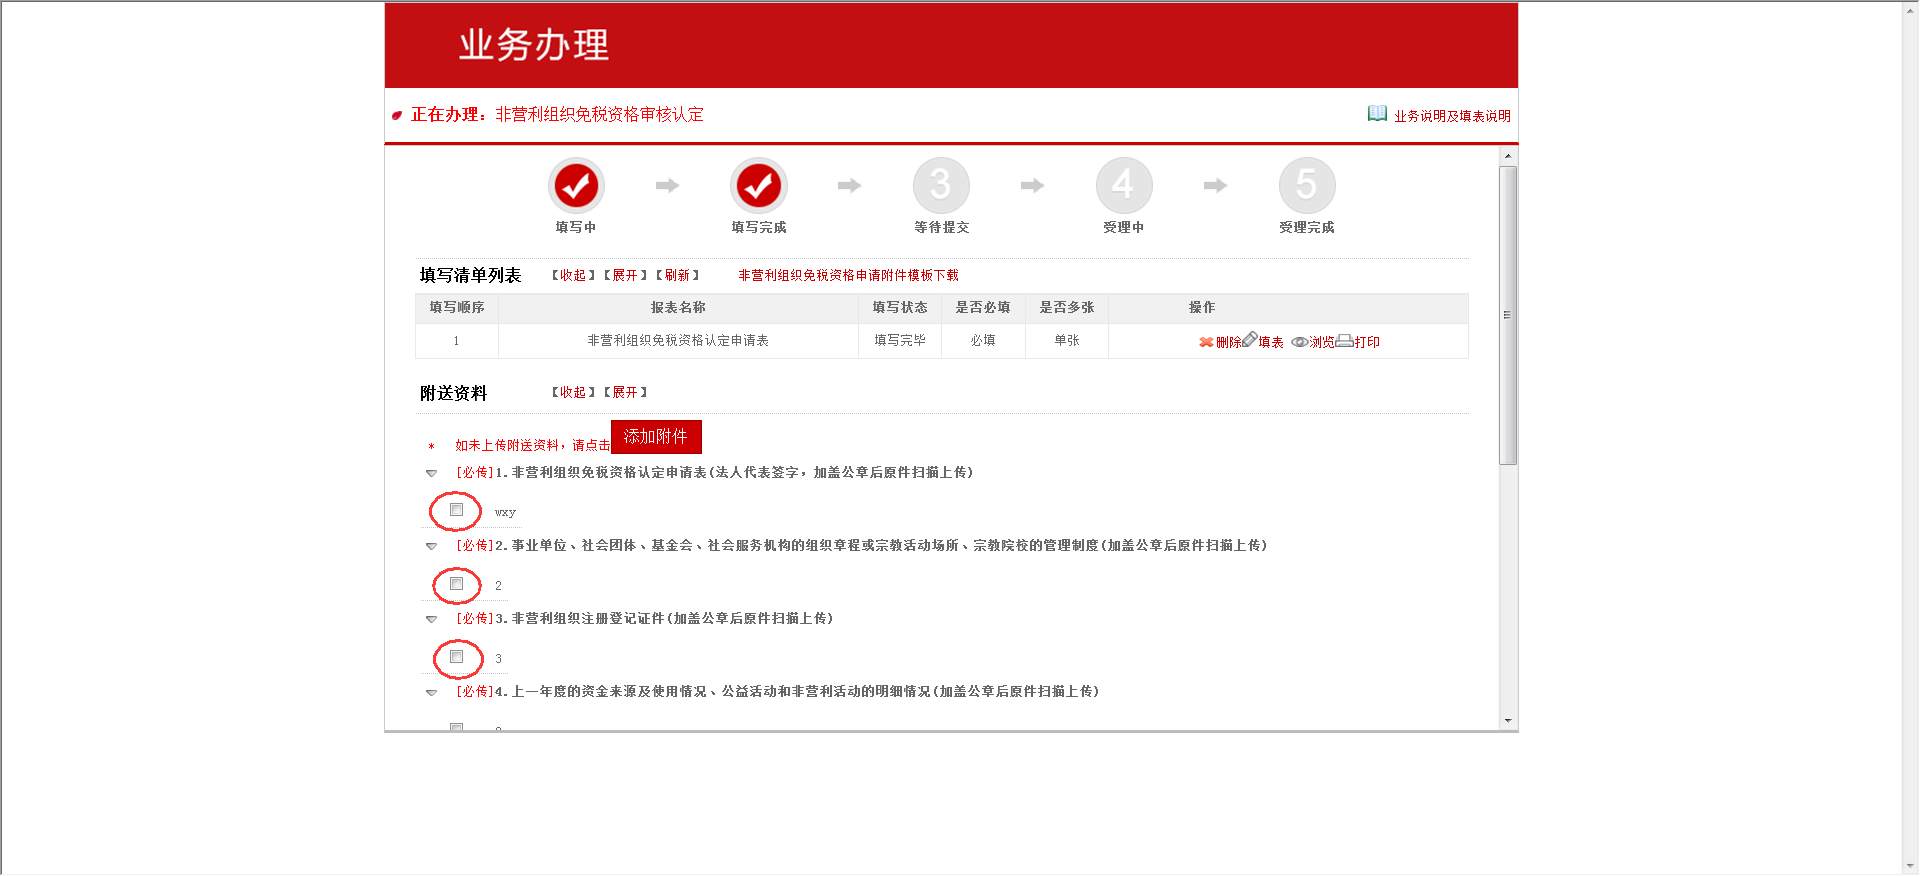 业务办理
正在办理：非营利组织免税资格审核认定
业务说明及填表说明
3 4 5
填写中 填写完成 等待提交 受理中 受理完成
填写清单列表 【收起】【展开】【刷新】 非营利组织免税资格申请附件模板下载
填写顺序 报表名称 填写状态 是否必填 是否多张 操作
1 非营利组织免税资格认定申请表 填写完毕 必填 单张 删除 填表 浏览 打印
附送资料 【收起】【展开】
* 如未上传附送资料，请点击 添加附件
[必传]1.非营利组织免税资格认定申请表(法人代表签字，加盖公章后原件扫描上传)
wxy
[必传]2.事业单位、社会团体、基金会、社会服务机构的组织章程或宗教活动场所、宗教院校的管理制度(加盖公章后原件扫描上传)
2
[必传]3.非营利组织注册登记证件(加盖公章后原件扫描上传)
3
[必传]4.上一年度的资金来源及使用情况、公益活动和非营利活动的明细情况(加盖公章后原件扫描上传)